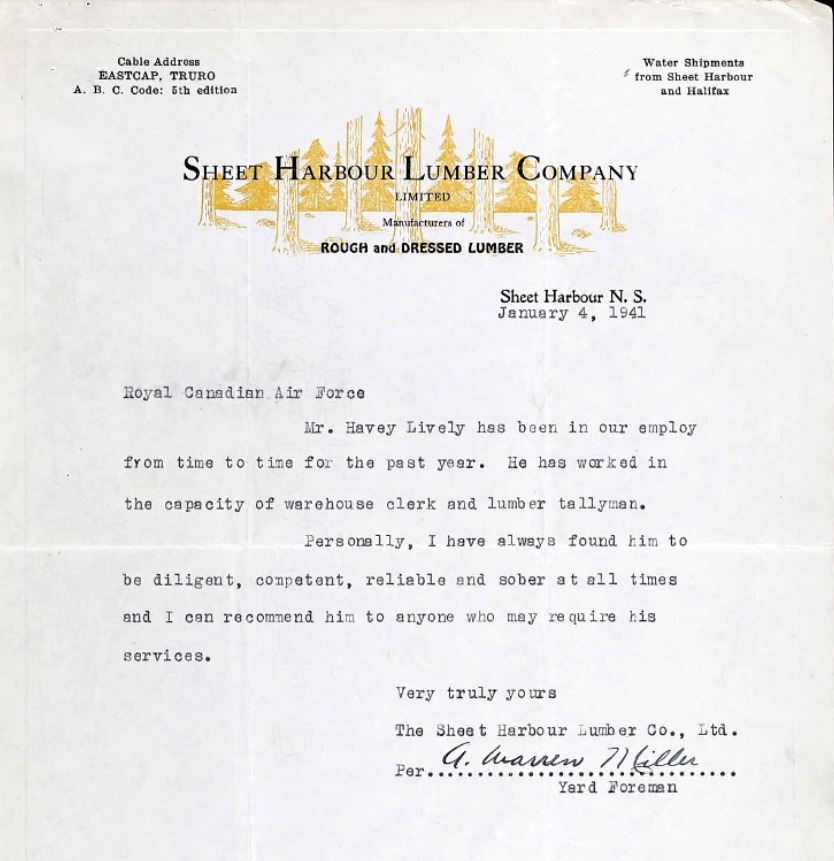 Cable Address
EASTCAP, TRURO
A. B. C. Code: 5th edition
Water Shipments
from Sheet Harbour
and Halifax
SHEET HARBOUR LUMBER COMPANY
LIMITED
Manufacturers of
ROUGH and DRESSED LUMBER
Sheet Harbour N. S.
January 4, 1941
Royal Canadian Air Force
Mr. Havey Lively has been in our employ
from time to time for the past year. He has worked in
the capacity of warehouse clerk and lumber tallyman.
Personally, I have always found him to
be diligent, competent, reliable and sober at all times
and I can recommend him to anyone who may require his
services.
Very truly yours
The Sheet Harbour Lumber Co., Ltd.
Per..A. Warren Miller..........
Yard Foreman